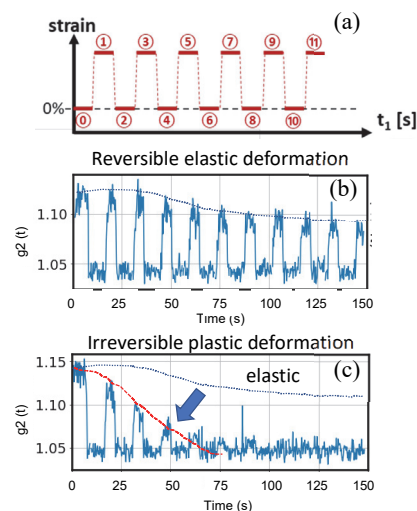 strain
(a)
① ③ ⑤ ⑦ ⑨ ⑪
0%
⓪ ② ④ ⑥ ⑧ ⑩
t₁ [s]
Reversible elastic deformation
(b)
1.10
1.05
g2 (t)
0 25 50 75 100 125 150
Time (s)
Irreversible plastic deformation
(c)
1.15
elastic
1.10
1.05
g2 (t)
0 25 50 75 100 125 150
Time (s)